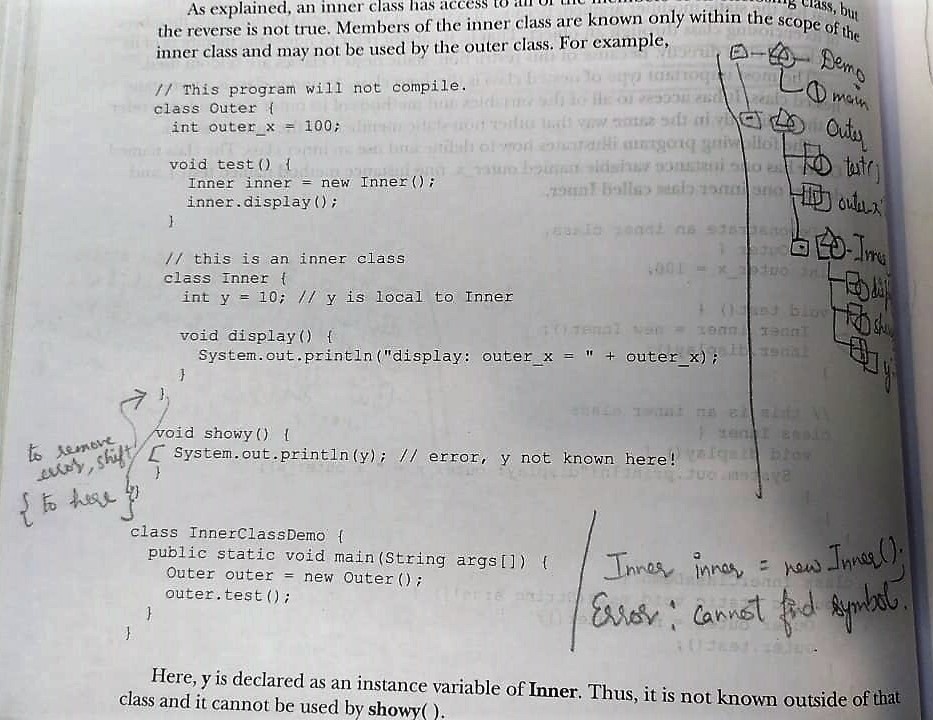 As explained, an inner class has access to all of the members of its enclosing class, but
the reverse is not true. Members of the inner class are known only within the scope of the
inner class and may not be used by the outer class. For example,
// This program will not compile.
class Outer {
int outer_x = 100;
void test() {
Inner inner = new Inner();
inner.display();
}
// this is an inner class
class Inner {
int y = 10; // y is local to Inner
void display() {
System.out.println("display: outer_x = " + outer_x);
}
}
void showy() {
System.out.println(y); // error, y not known here!
}
}
class InnerClassDemo {
public static void main(String args[]) {
Outer outer = new Outer();
outer.test();
}
}
Here, y is declared as an instance variable of Inner. Thus, it is not known outside of that
class and it cannot be used by showy( ).
to remove
error, shift
} to here
Demo
main
Outer
test()
outer-x
Inner
y
Inner inner = new Inner();
Error: cannot find symbol.